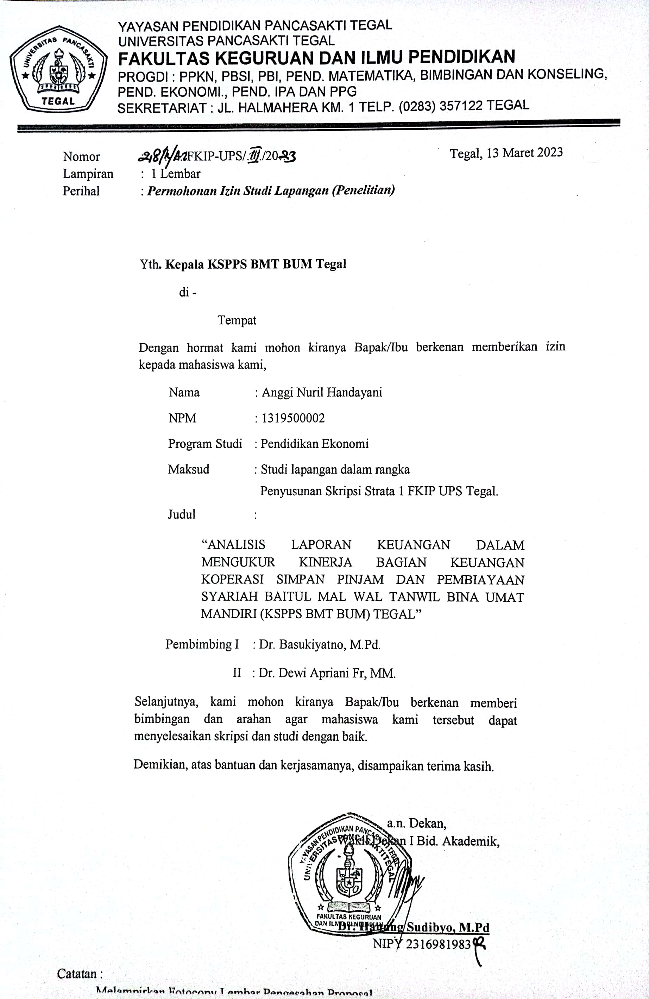 UNIVERSITAS PANCASAKTI
TEGAL
YAYASAN PENDIDIKAN PANCASAKTI TEGAL
UNIVERSITAS PANCASAKTI TEGAL
FAKULTAS KEGURUAN DAN ILMU PENDIDIKAN
PROGDI : PPKN, PBSI, PBI, PEND. MATEMATIKA, BIMBINGAN DAN KONSELING,
PEND. EKONOMI., PEND. IPA DAN PPG
SEKRETARIAT : JL. HALMAHERA KM. 1 TELP. (0283) 357122 TEGAL
Nomor FKIP-UPS/.III./20.23
Tegal, 13 Maret 2023
Lampiran : 1 Lembar
Perihal : Permohonan Izin Studi Lapangan (Penelitian)
Yth. Kepala KSPPS BMT BUM Tegal
di -
Tempat
Dengan hormat kami mohon kiranya Bapak/Ibu berkenan memberikan izin
kepada mahasiswa kami,
Nama : Anggi Nuril Handayani
NPM : 1319500002
Program Studi : Pendidikan Ekonomi
Maksud : Studi lapangan dalam rangka
Penyusunan Skripsi Strata 1 FKIP UPS Tegal.
Judul :
“ANALISIS LAPORAN KEUANGAN DALAM
MENGUKUR KINERJA BAGIAN KEUANGAN
KOPERASI SIMPAN PINJAM DAN PEMBIAYAAN
SYARIAH BAITUL MAL WAL TANWIL BINA UMAT
MANDIRI (KSPPS BMT BUM) TEGAL”
Pembimbing I : Dr. Basukiyatno, M.Pd.
II : Dr. Dewi Apriani Fr, MM.
Selanjutnya, kami mohon kiranya Bapak/Ibu berkenan memberi
bimbingan dan arahan agar mahasiswa kami tersebut dapat
menyelesaikan skripsi dan studi dengan baik.
Demikian, atas bantuan dan kerjasamanya, disampaikan terima kasih.
a.n. Dekan,
Wakil Dekan I Bid. Akademik,
YAYASAN PENDIDIKAN PANCASAKTI TEGAL
UNIVERSITAS PANCASAKTI TEGAL
FAKULTAS KEGURUAN
DAN ILMU PENDIDIKAN
Dr. Hanung Sudibyo, M.Pd
NIPY 2316981983
Catatan :
Melampirkan Fotocopy Lembar Pengesahan Proposal